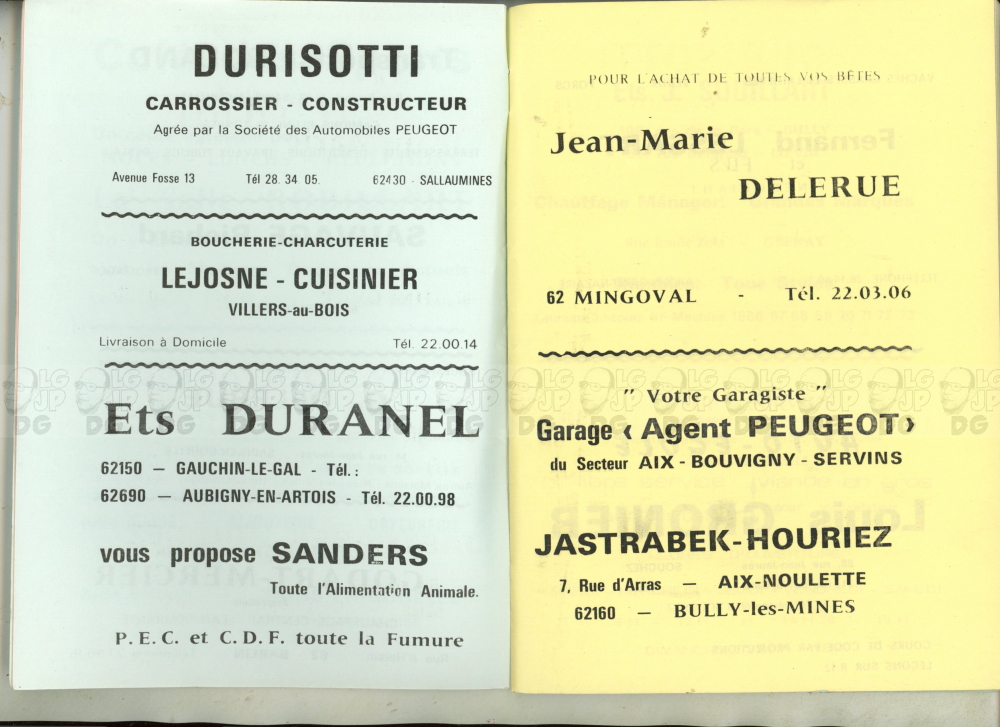 DURISOTTI
CARROSSIER - CONSTRUCTEUR
Agrée par la Société des Automobiles PEUGEOT
Avenue Fosse 13 Tél 28. 34 05. 62430 - SALLAUMINES
BOUCHERIE-CHARCUTERIE
LEJOSNE - CUISINIER
VILLERS-au-BOIS
Livraison à Domicile Tél. 22.00.14
Ets DURANEL
62150 — GAUCHIN-LE-GAL - Tél. :
62690 — AUBIGNY-EN-ARTOIS - Tél. 22.00.98
vous propose SANDERS
Toute l'Alimentation Animale.
P.E.C. et C.D.F. toute la Fumure
POUR L'ACHAT DE TOUTES VOS BÊTES
Jean-Marie
DELERUE
62 MINGOVAL - Tél. 22.03.06
" Votre Garagiste "
Garage ‹ Agent PEUGEOT›
du Secteur AIX - BOUVIGNY - SERVINS
JASTRABEK-HOURIEZ
7, Rue d'Arras — AIX-NOULETTE
62160 — BULLY-les-MINES